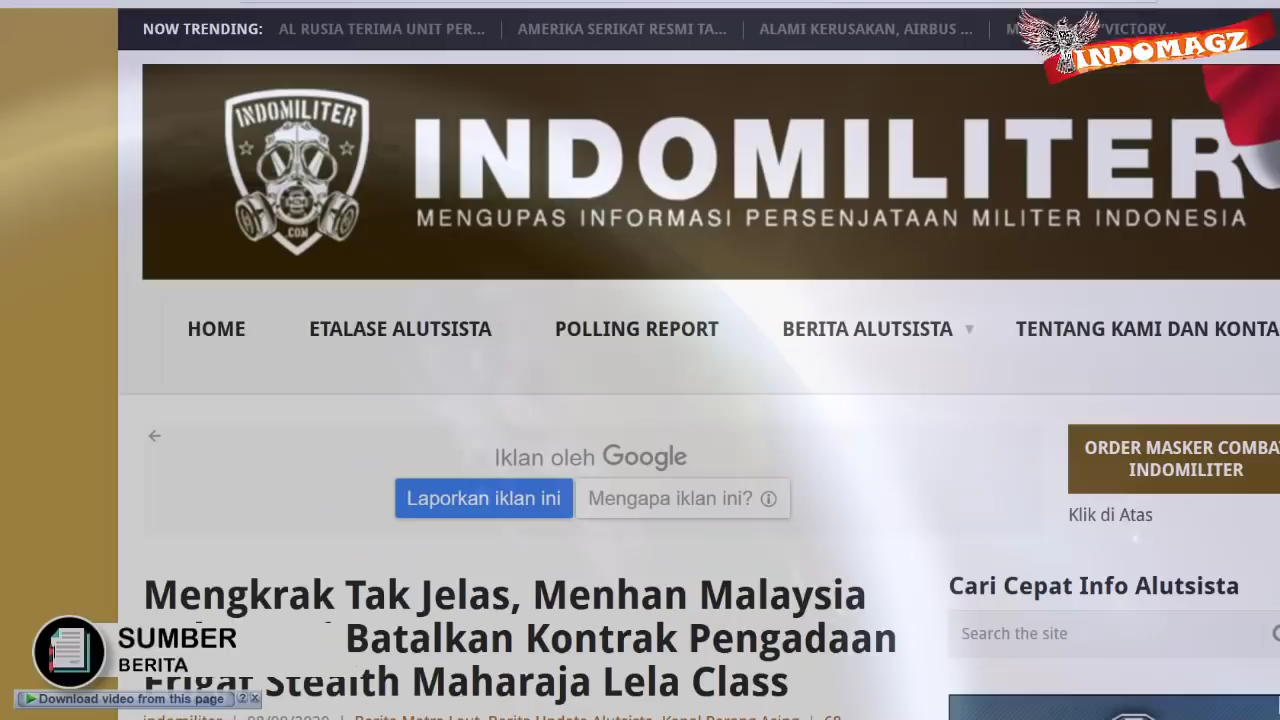 NOW TRENDING: AL RUSIA TERIMA UNIT PER... AMERIKA SERIKAT RESMI TA... ALAMI KERUSAKAN, AIRBUS ... VICTORY...
INDOMAGZ
INDOMILITER
.COM
INDOMILITER
MENGUPAS INFORMASI PERSENJATAAN MILITER INDONESIA
HOME ETALASE ALUTSISTA POLLING REPORT BERITA ALUTSISTA ▼ TENTANG KAMI DAN KONTA
Iklan oleh Google
Laporkan iklan ini Mengapa iklan ini?
ORDER MASKER COMBA
INDOMILITER
Klik di Atas
Mengkrak Tak Jelas, Menhan Malaysia
Batalkan Kontrak Pengadaan
Frigat Stealth Maharaja Lela Class
Cari Cepat Info Alutsista
Search the site
SUMBER
BERITA
Download video from this page ? x